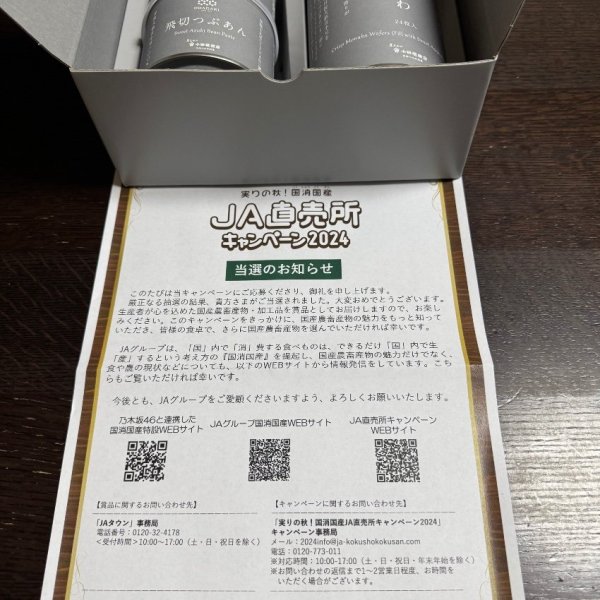 飛切つぶあん
Sweet Azuki Bean Paste
わ
24枚入
実りの秋！国消国産
JA直売所
キャンペーン2024
当選のお知らせ
このたびは当キャンペーンにご応募くださり、御礼を申し上げます。
厳正なる抽選の結果、貴方さまがご当選されました。大変おめでとうございます。
生産者が心を込めた国産農畜産物・加工品を賞品としてお届けしますので、お楽し
みください。このキャンペーンをきっかけに、国産農畜産物の魅力をもっと知って
いただき、皆様の食卓で、さらに国産農畜産物を選んでいただければ幸いです。
JAグループは、「国」内で「消」費する食べものは、できるだけ「国」内で生
「産」するという考え方の『国消国産』を提起し、国産農畜産物の魅力だけでなく、
食や農の現状などについても、以下のWEBサイトから情報発信をしています。こち
らもご覧いただければ幸いです。
今後とも、JAグループをご愛顧くださいますよう、よろしくお願いいたします。
乃木坂46と連携した
国消国産特設WEBサイト
JAグループ国消国産WEBサイト
JA直売所キャンペーン
WEBサイト
【賞品に関するお問い合わせ先】
「JAタウン」事務局
電話番号：0120-32-4178
＜受付時間＞10:00～17:00（土・日・祝日を除く）
【キャンペーンに関するお問い合わせ先】
「実りの秋！国消国産JA直売所キャンペーン2024」
キャンペーン事務局
メール：2024info@ja-kokushokokusan.com
電話：0120-773-011
※対応時間：10:00-17:00（土・日・祝日・年末年始を除く）
※お問い合わせの返信まで1～2営業日程度、お時間を
いただく場合がございます。